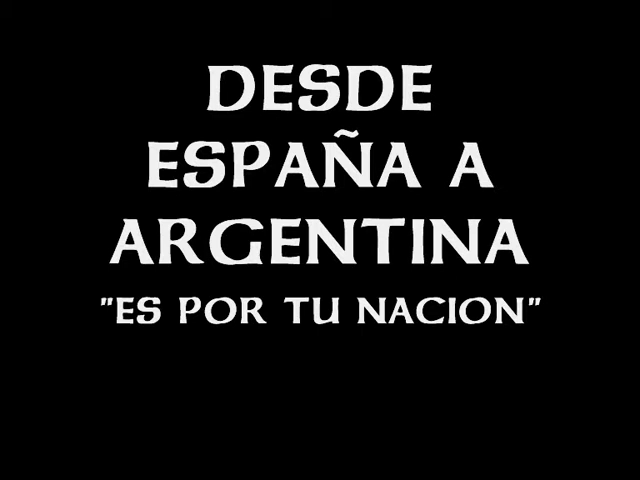 DESDE
ESPAÑA A
ARGENTINA
"ES POR TU NACION"